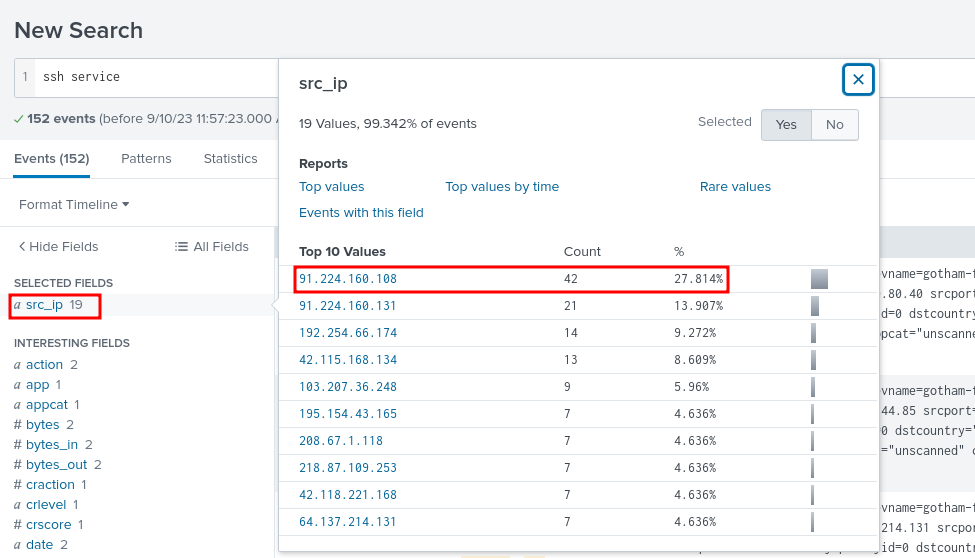 New Search
1 ssh service
152 events (before 9/10/23 11:57:23.000
Events (152) Patterns Statistics
Format Timeline
Hide Fields All Fields
SELECTED FIELDS
a src_ip 19
INTERESTING FIELDS
a action 2
a app 1
a appcat 1
# bytes 2
# bytes_in 2
# bytes_out 2
# craction 1
a crlevel 1
# crscore 1
a date 2
src_ip
19 Values, 99.342% of events
Selected Yes No
Reports
Top values Top values by time Rare values
Events with this field
Top 10 Values Count %
91.224.160.108 42 27.814%
91.224.160.131 21 13.907%
192.254.66.174 14 9.272%
42.115.168.134 13 8.609%
103.207.36.248 9 5.96%
195.154.43.165 7 4.636%
208.67.1.118 7 4.636%
218.87.109.253 7 4.636%
42.118.221.168 7 4.636%
64.137.214.131 7 4.636%
vname=gotham-f
.80.40 srcport
d=0 dstcountry
pcat="unscanne
vname=gotham-f
44.85 srcport=
0 dstcountry="
="unscanned" c
vname=gotham-f
214.131 srcpor
gid=0 dstcount